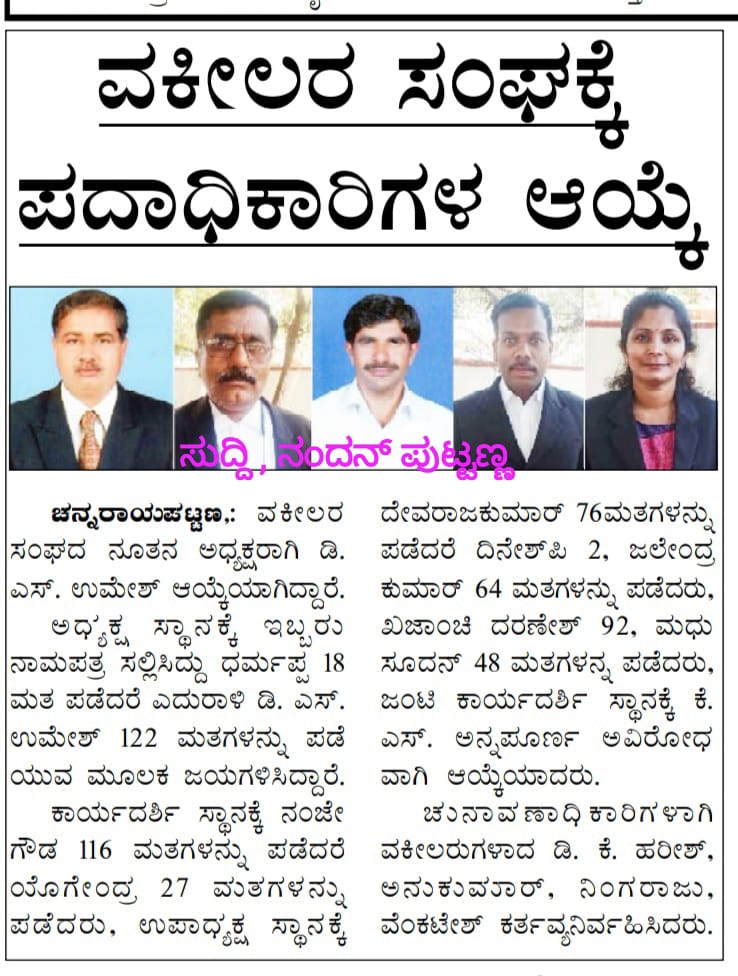 ವಕೀಲರ ಸಂಘಕ್ಕೆ
ಪದಾಧಿಕಾರಿಗಳ ಆಯ್ಕೆ
ಸುದ್ದಿ , ನಂದನ್ ಪುಟ್ಟಣ್ಣ
ಚನ್ನರಾಯಪಟ್ಟಣ,: ವಕೀಲರ
ಸಂಘದ ನೂತನ ಅಧ್ಯಕ್ಷರಾಗಿ ಡಿ.
ಎಸ್. ಉಮೇಶ್ ಆಯ್ಕೆಯಾಗಿದ್ದಾರೆ.
ಅಧ್ಯಕ್ಷ ಸ್ಥಾನಕ್ಕೆ ಇಬ್ಬರು
ನಾಮಪತ್ರ ಸಲ್ಲಿಸಿದ್ದು ಧರ್ಮಪ್ಪ 18
ಮತ ಪಡೆದರೆ ಎದುರಾಳಿ ಡಿ. ಎಸ್.
ಉಮೇಶ್ 122 ಮತಗಳನ್ನು ಪಡೆ
ಯುವ ಮೂಲಕ ಜಯಗಳಿಸಿದ್ದಾರೆ.
ಕಾರ್ಯದರ್ಶಿ ಸ್ಥಾನಕ್ಕೆ ನಂಜೇ
ಗೌಡ 116 ಮತಗಳನ್ನು ಪಡೆದರೆ
ಯೊಗೇಂದ್ರ 27 ಮತಗಳನ್ನು
ಪಡೆದರು, ಉಪಾಧ್ಯಕ್ಷ ಸ್ಥಾನಕ್ಕೆ
ದೇವರಾಜಕುಮಾರ್ 76ಮತಗಳನ್ನು
ಪಡೆದರೆ ದಿನೇಶ್‌ಪಿ 2, ಜಲೇಂದ್ರ
ಕುಮಾರ್ 64 ಮತಗಳನ್ನು ಪಡೆದರು,
ಖಜಾಂಚಿ ದರಣೇಶ್ 92, ಮಧು
ಸೂದನ್ 48 ಮತಗಳನ್ನ ಪಡೆದರು,
ಜಂಟಿ ಕಾರ್ಯದರ್ಶಿ ಸ್ಥಾನಕ್ಕೆ ಕೆ.
ಎಸ್. ಅನ್ನಪೂರ್ಣ ಅವಿರೋಧ
ವಾಗಿ ಆಯ್ಕೆಯಾದರು.
ಚುನಾವಣಾಧಿಕಾರಿಗಳಾಗಿ
ವಕೀಲರುಗಳಾದ ಡಿ. ಕೆ. ಹರೀಶ್,
ಅನುಕುಮಾರ್, ನಿಂಗರಾಜು,
ವೆಂಕಟೇಶ್ ಕರ್ತವ್ಯನಿರ್ವಹಿಸಿದರು.